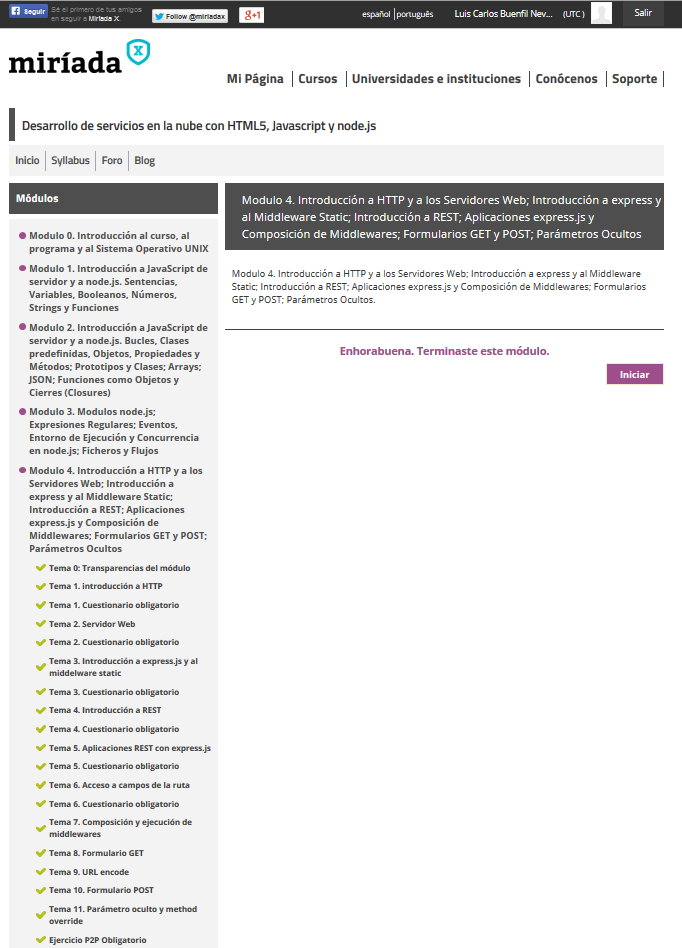 Seguir
Sé el primero de tus amigos
en seguir a Miríada X.
Follow @miriadax
g+1
español | português
Luis Carlos Buenfil Nev... (UTC )
Salir
miríada X
Mi Página | Cursos | Universidades e instituciones | Conócenos | Soporte |
Desarrollo de servicios en la nube con HTML5, Javascript y node.js
Inicio | Syllabus | Foro | Blog
Módulos
Modulo 0. Introducción al curso, al
programa y al Sistema Operativo UNIX
Modulo 1. Introducción a JavaScript de
servidor y a node.js. Sentencias,
Variables, Booleanos, Números,
Strings y Funciones
Modulo 2. Introducción a JavaScript de
servidor y a node.js. Bucles, Clases
predefinidas, Objetos, Propiedades y
Métodos; Prototipos y Clases; Arrays;
JSON; Funciones como Objetos y
Cierres (Closures)
Modulo 3. Modulos node.js;
Expresiones Regulares; Eventos,
Entorno de Ejecución y Concurrencia
en node.js; Ficheros y Flujos
Modulo 4. Introducción a HTTP y a los
Servidores Web; Introducción a
express y al Middleware Static;
Introducción a REST; Aplicaciones
express.js y Composición de
Middlewares; Formularios GET y POST;
Parámetros Ocultos
Tema 0: Transparencias del módulo
Tema 1. introducción a HTTP
Tema 1. Cuestionario obligatorio
Tema 2. Servidor Web
Tema 2. Cuestionario obligatorio
Tema 3. Introducción a express.js y al
middelware static
Tema 3. Cuestionario obligatorio
Tema 4. Introducción a REST
Tema 4. Cuestionario obligatorio
Tema 5. Aplicaciones REST con express.js
Tema 5. Cuestionario obligatorio
Tema 6. Acceso a campos de la ruta
Tema 6. Cuestionario obligatorio
Tema 7. Composición y ejecución de
middlewares
Tema 8. Formulario GET
Tema 9. URL encode
Tema 10. Formulario POST
Tema 11. Parámetro oculto y method
override
Ejercicio P2P Obligatorio
Modulo 4. Introducción a HTTP y a los Servidores Web; Introducción a express y
al Middleware Static; Introducción a REST; Aplicaciones express.js y
Composición de Middlewares; Formularios GET y POST; Parámetros Ocultos
Modulo 4. Introducción a HTTP y a los Servidores Web; Introducción a express y al Middleware
Static; Introducción a REST; Aplicaciones express.js y Composición de Middlewares; Formularios
GET y POST; Parámetros Ocultos.
Enhorabuena. Terminaste este módulo.
Iniciar